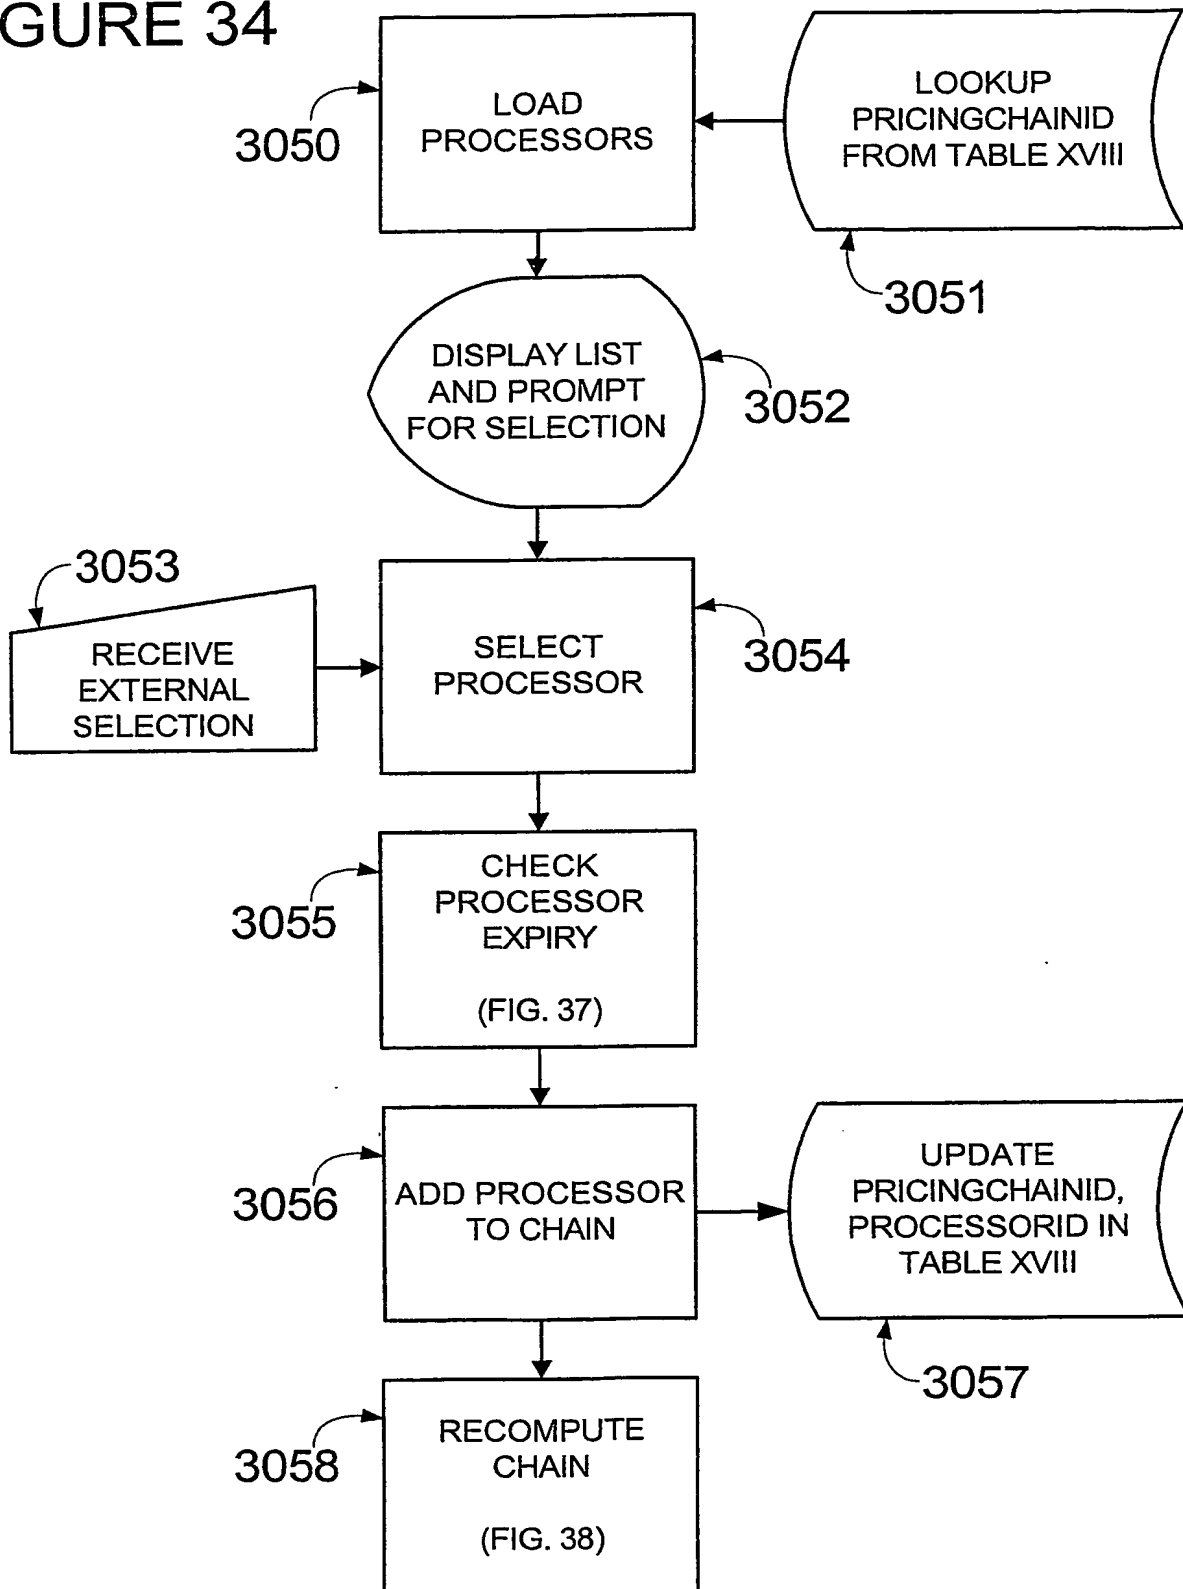 GURE 34
LOAD
PROCESSORS
3050
LOOKUP
PRICINGCHAINID
FROM TABLE XVIII
3051
DISPLAY LIST
AND PROMPT
FOR SELECTION
3052
3053
RECEIVE
EXTERNAL
SELECTION
SELECT
PROCESSOR
3054
CHECK
PROCESSOR
EXPIRY
(FIG. 37)
3055
ADD PROCESSOR
TO CHAIN
3056
UPDATE
PRICINGCHAINID,
PROCESSORID IN
TABLE XVIII
3057
RECOMPUTE
CHAIN
(FIG. 38)
3058